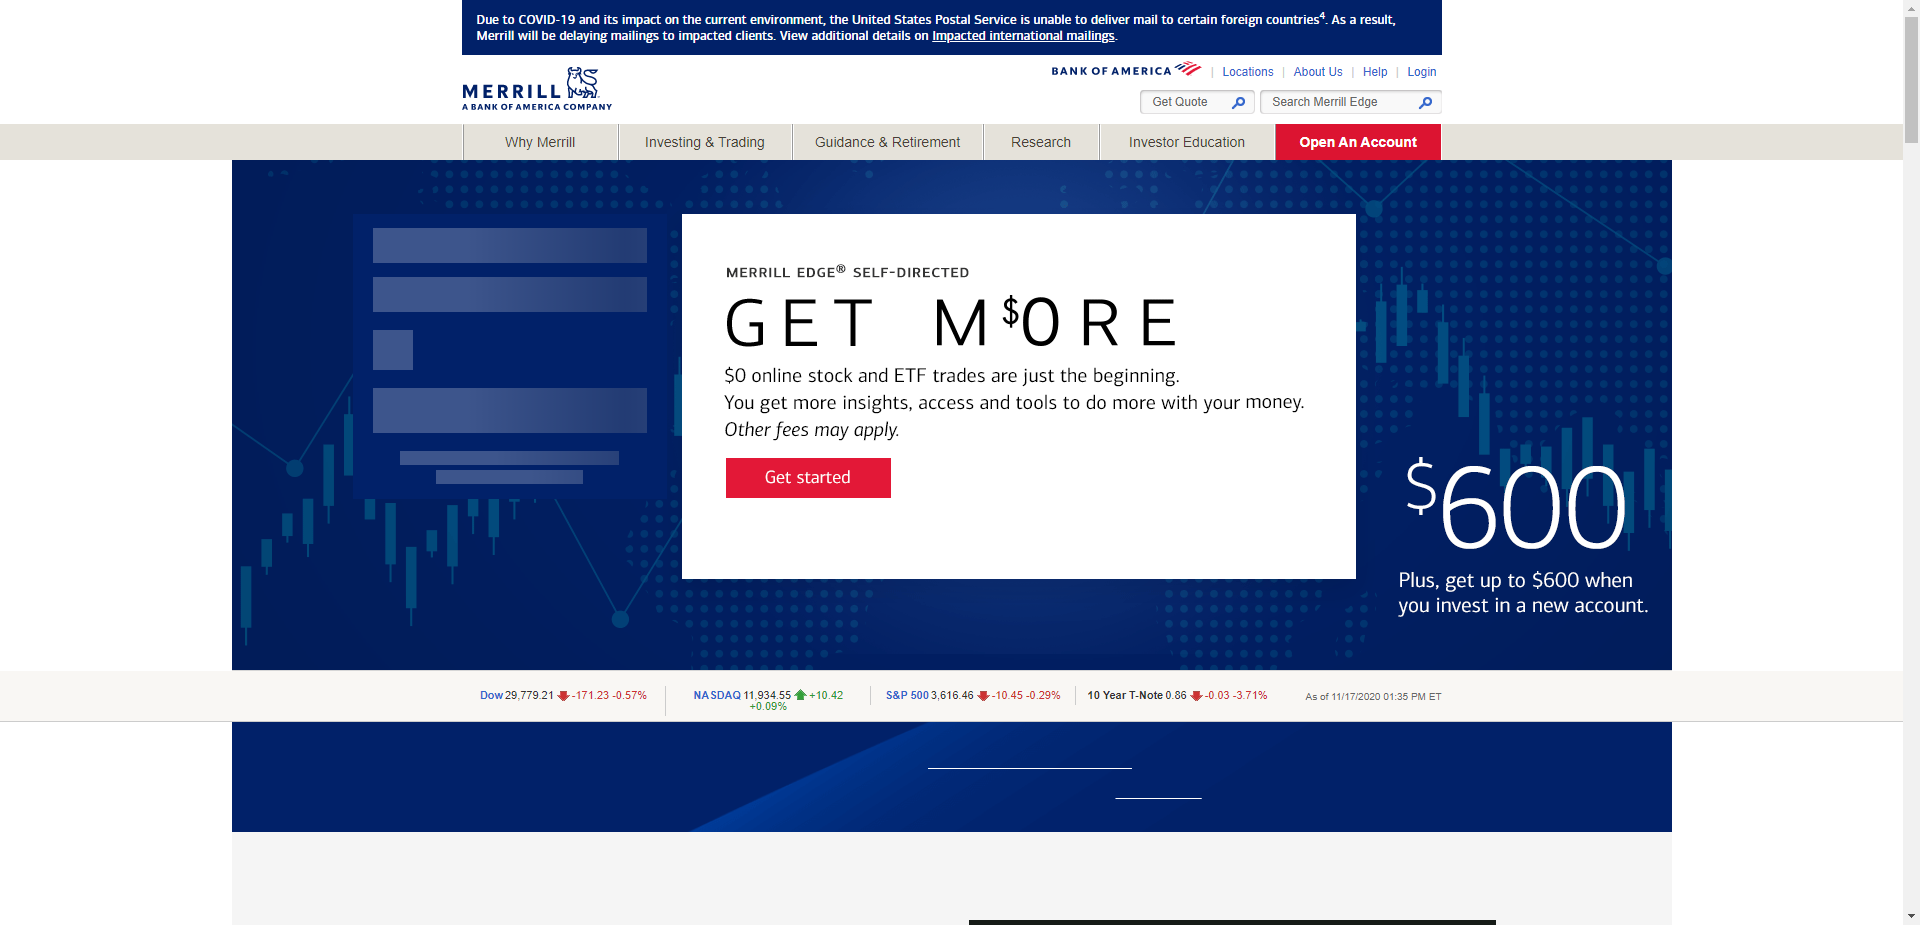 Due to COVID-19 and its impact on the current environment, the United States Postal Service is unable to deliver mail to certain foreign countries4. As a result,
Merrill will be delaying mailings to impacted clients. View additional details on Impacted international mailings.
MERRILL
A BANK OF AMERICA COMPANY
BANK OF AMERICA | Locations | About Us | Help | Login
Get Quote
Search Merrill Edge
Why Merrill
Investing & Trading
Guidance & Retirement
Research
Investor Education
Open An Account
MERRILL EDGE® SELF-DIRECTED
GET M$0RE
$0 online stock and ETF trades are just the beginning.
You get more insights, access and tools to do more with your money.
Other fees may apply.
Get started
$600
Plus, get up to $600 when
you invest in a new account.
Dow 29,779.21 -171.23 -0.57%
NASDAQ 11,934.55 +10.42
+0.09%
S&P 500 3,616.46 -10.45 -0.29%
10 Year T-Note 0.86 -0.03 -3.71%
As of 11/17/2020 01:35 PM ET